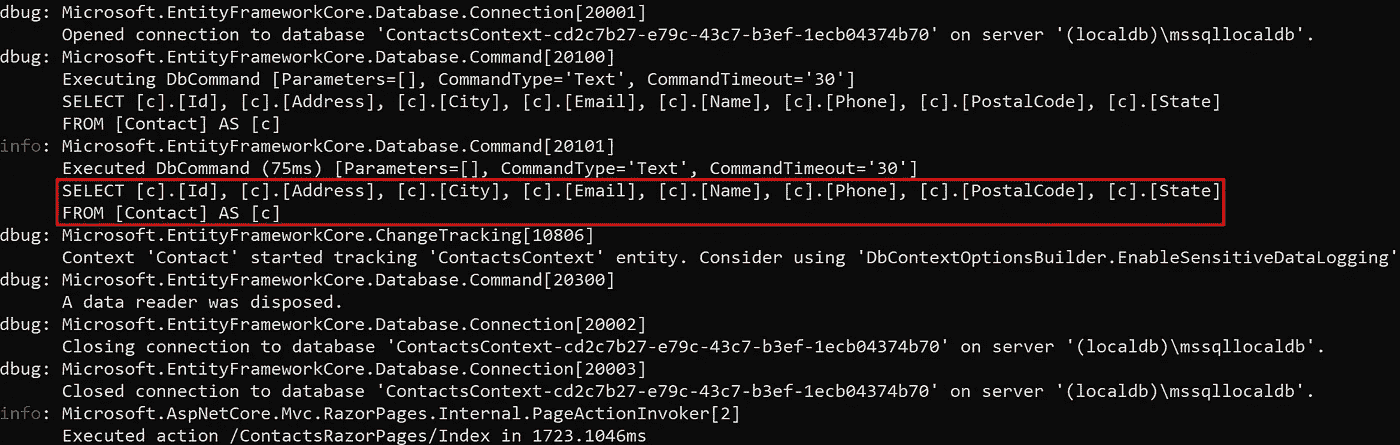 dbug: Microsoft.EntityFrameworkCore.Database.Connection[20001]
Opened connection to database 'ContactsContext-cd2c7b27-e79c-43c7-b3ef-1ecb04374b70' on server '(localdb)\mssqllocaldb'.
dbug: Microsoft.EntityFrameworkCore.Database.Command[20100]
Executing DbCommand [Parameters=[], CommandType='Text', CommandTimeout='30']
SELECT [c].[Id], [c].[Address], [c].[City], [c].[Email], [c].[Name], [c].[Phone], [c].[PostalCode], [c].[State]
FROM [Contact] AS [c]
info: Microsoft.EntityFrameworkCore.Database.Command[20101]
Executed DbCommand (75ms) [Parameters=[], CommandType='Text', CommandTimeout='30']
SELECT [c].[Id], [c].[Address], [c].[City], [c].[Email], [c].[Name], [c].[Phone], [c].[PostalCode], [c].[State]
FROM [Contact] AS [c]
dbug: Microsoft.EntityFrameworkCore.ChangeTracking[10806]
Context 'Contact' started tracking 'ContactsContext' entity. Consider using 'DbContextOptionsBuilder.EnableSensitiveDataLogging'
dbug: Microsoft.EntityFrameworkCore.Database.Command[20300]
A data reader was disposed.
dbug: Microsoft.EntityFrameworkCore.Database.Connection[20002]
Closing connection to database 'ContactsContext-cd2c7b27-e79c-43c7-b3ef-1ecb04374b70' on server '(localdb)\mssqllocaldb'.
dbug: Microsoft.EntityFrameworkCore.Database.Connection[20003]
Closed connection to database 'ContactsContext-cd2c7b27-e79c-43c7-b3ef-1ecb04374b70' on server '(localdb)\mssqllocaldb'.
info: Microsoft.AspNetCore.Mvc.RazorPages.Internal.PageActionInvoker[2]
Executed action /ContactsRazorPages/Index in 1723.1046ms